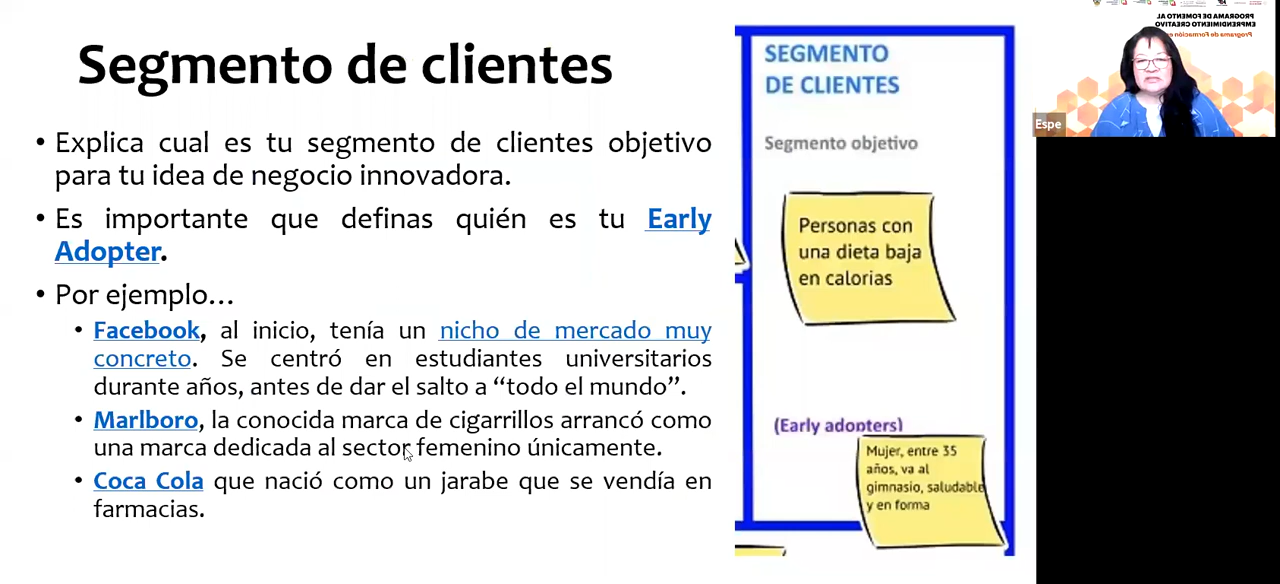 Segmento de clientes
• Explica cual es tu segmento de clientes objetivo
para tu idea de negocio innovadora.
• Es importante que definas quién es tu Early
Adopter.
• Por ejemplo…
• Facebook, al inicio, tenía un nicho de mercado muy
concreto. Se centró en estudiantes universitarios
durante años, antes de dar el salto a “todo el mundo”.
• Marlboro, la conocida marca de cigarrillos arrancó como
una marca dedicada al sector femenino únicamente.
• Coca Cola que nació como un jarabe que se vendía en
farmacias.
SEGMENTO
DE CLIENTES
Segmento objetivo
Personas con
una dieta baja
en calorias
(Early adopters)
Mujer, entre 35
años, va al
gimnasio, saludable
y en forma
PROGRAMA DE FOMENTO AL
EMPRENDIMIENTO CREATIVO
Programa de Formación en
Espe